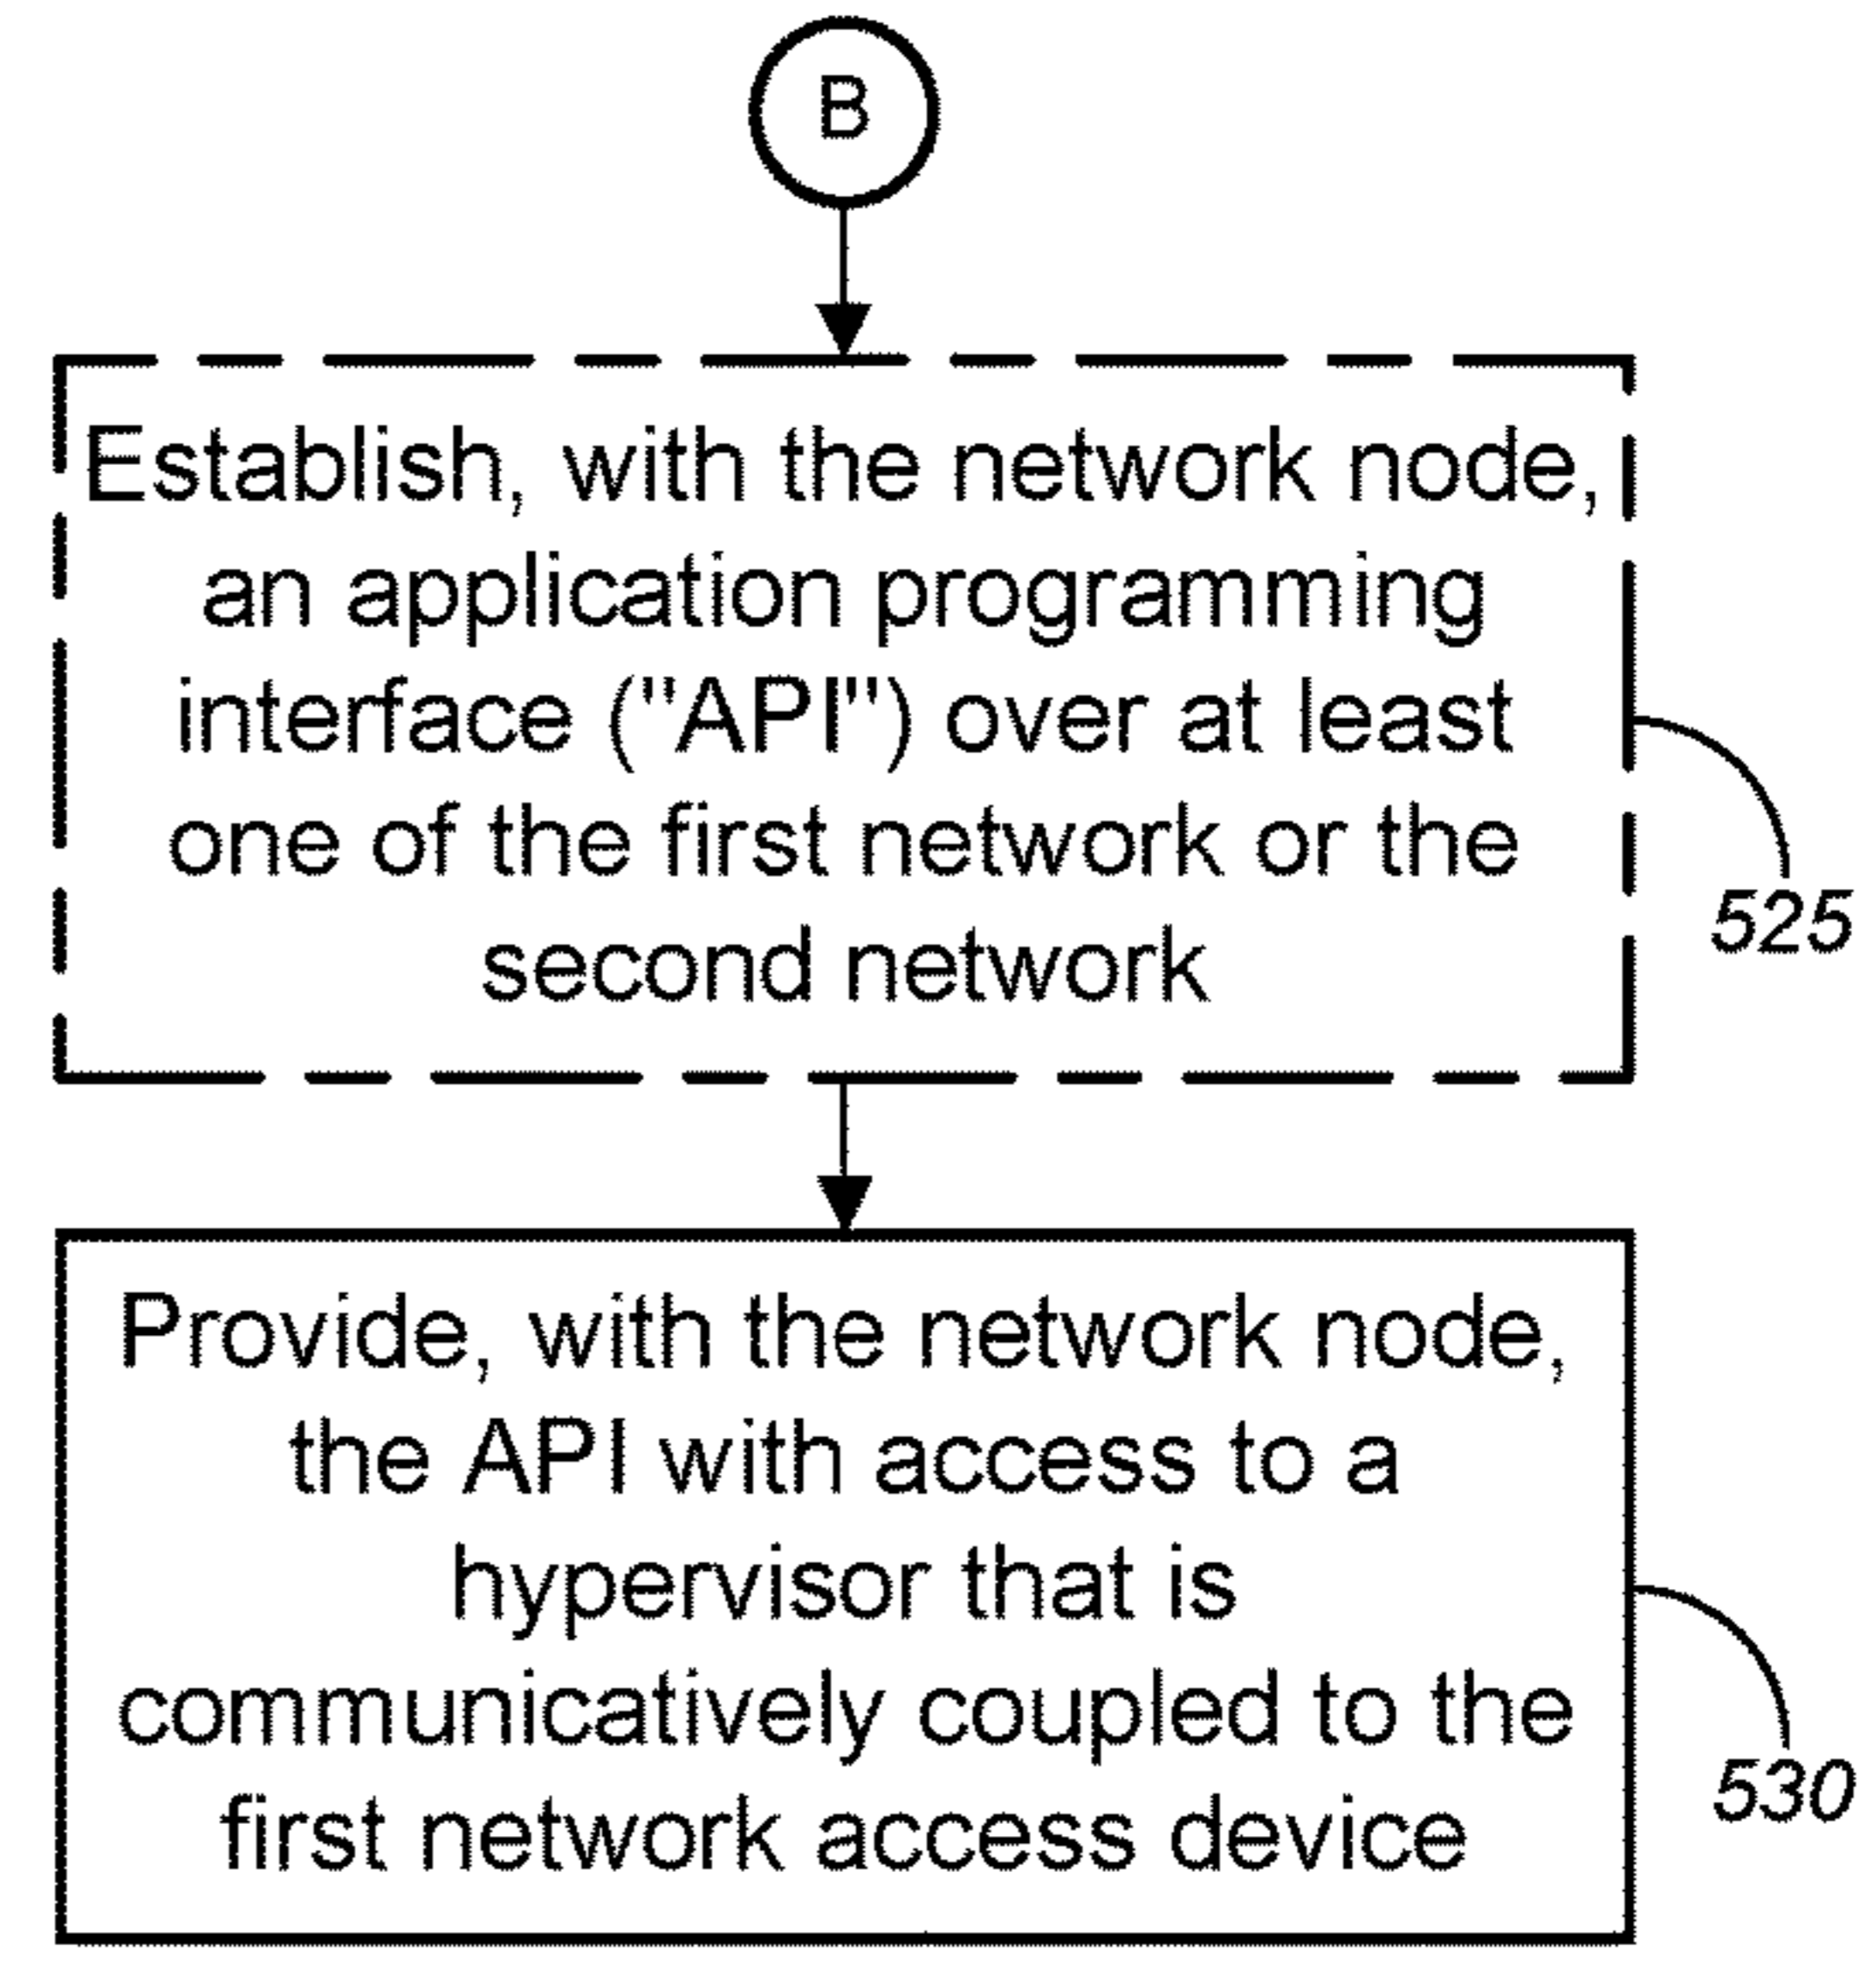 B
Establish, with the network node,
an application programming
interface ("API") over at least
one of the first network or the
second network
525
Provide, with the network node,
the API with access to a
hypervisor that is
communicatively coupled to the
first network access device
530